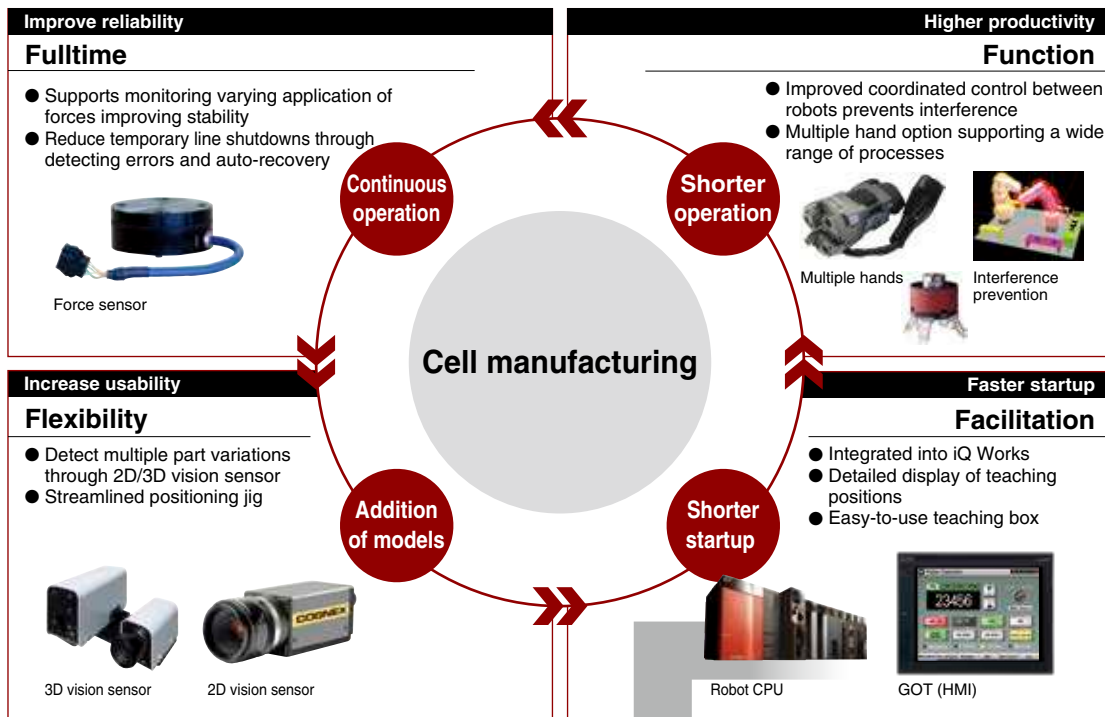 Improve reliability
Fulltime
● Supports monitoring varying application of
forces improving stability
● Reduce temporary line shutdowns through
detecting errors and auto-recovery
Force sensor
Higher productivity
Function
● Improved coordinated control between
robots prevents interference
● Multiple hand option supporting a wide
range of processes
Multiple hands
Interference
prevention
Continuous
operation
Shorter
operation
Cell manufacturing
Addition
of models
Shorter
startup
Increase usability
Flexibility
● Detect multiple part variations
through 2D/3D vision sensor
● Streamlined positioning jig
COGNEX
3D vision sensor
2D vision sensor
Faster startup
Facilitation
● Integrated into iQ Works
● Detailed display of teaching
positions
● Easy-to-use teaching box
23456
Robot CPU
GOT (HMI)